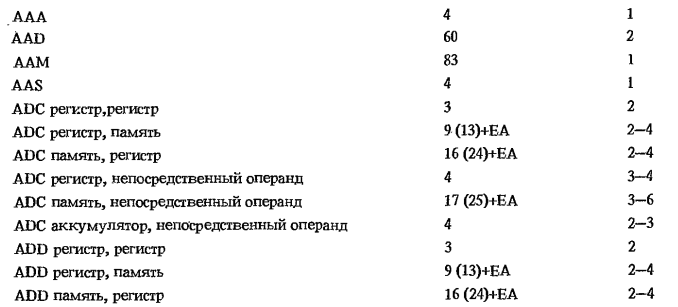 AAA 4 1
AAD 60 2
AAM 83 1
AAS 4 1
ADC регистр,регистр 3 2
ADC регистр, память 9 (13)+EA 2—4
ADC память, регистр 16 (24)+EA 2—4
ADC регистр, непосредственный операнд 4 3—4
ADC память, непосредственный операнд 17 (25)+EA 3—6
ADC аккумулятор, непосредственный операнд 4 2—3
ADD регистр, регистр 3 2
ADD регистр, память 9 (13)+EA 2—4
ADD память, регистр 16 (24)+EA 2—4